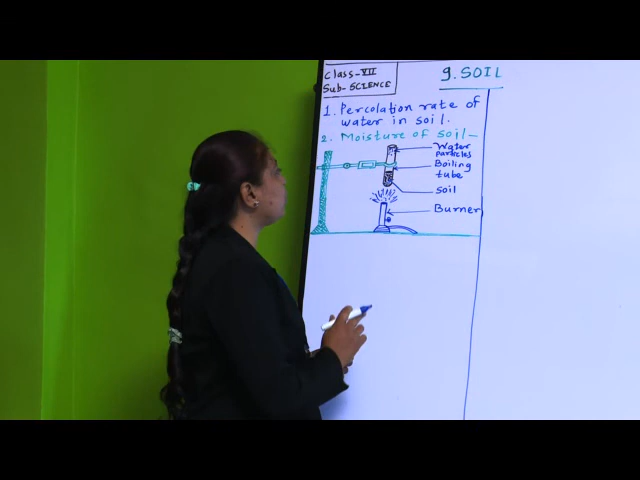 Class-VII
Sub-SCIENCE
9. SOIL
1. Percolation rate of
water in soil.
2. Moisture of soil-
Water
particles
Boiling
tube
soil
Burner